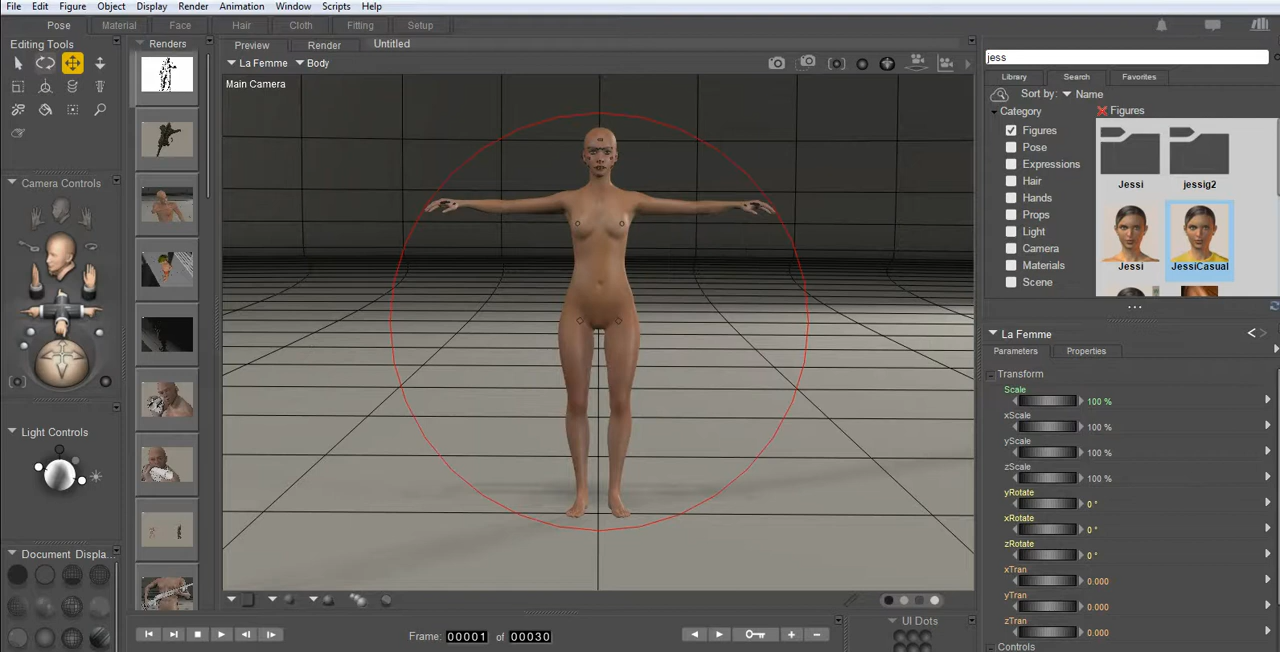 File Edit Figure Object Display Render Animation Window Scripts Help
Pose Material Face Hair Cloth Fitting Setup
Editing Tools
Renders
Preview Render Untitled
La Femme Body
Main Camera
Camera Controls
Light Controls
Document Displa...
Frame: 00001 of 00030
UI Dots
jess
Library Search Favorites
Sort by: Name
Category
Figures
Pose
Expressions
Hair
Hands
Props
Light
Camera
Materials
Scene
Figures
Jessi jessig2
Jessi JessiCasual
La Femme
Parameters Properties
Transform
Scale
100 %
xScale
100 %
yScale
100 %
zScale
100 %
yRotate
0 °
xRotate
0 °
zRotate
0 °
xTran
0.000
yTran
0.000
zTran
0.000
Controls